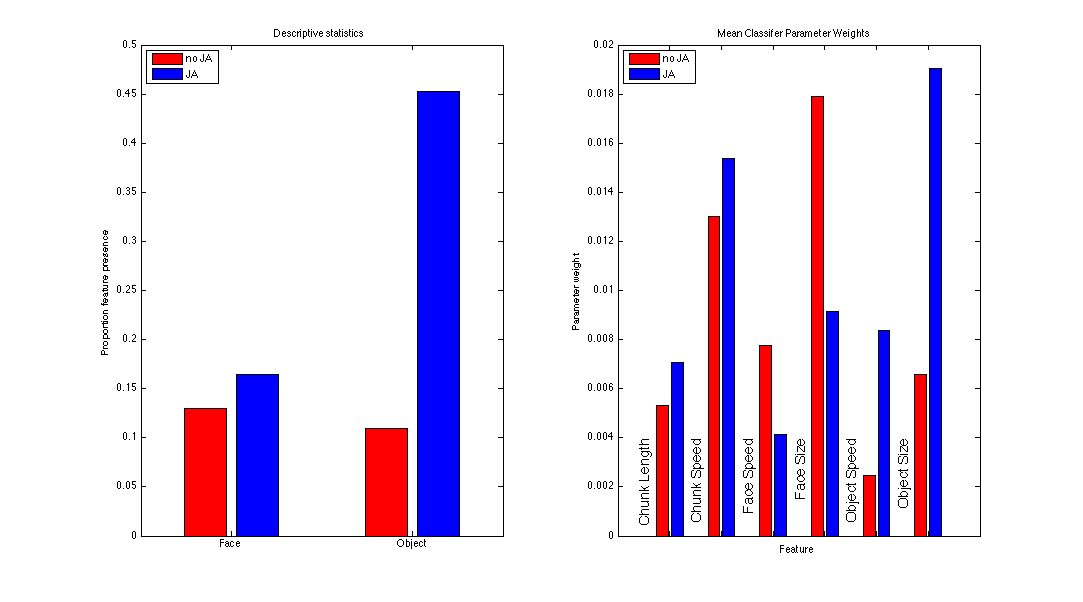 Descriptive statistics
0.5
0.45
0.4
0.35
0.3
0.25
0.2
0.15
0.1
0.05
0
Proportion feature presence
no JA
JA
Face
Object
Mean Classifer Parameter Weights
0.02
0.018
0.016
0.014
0.012
0.01
0.008
0.006
0.004
0.002
0
Parameter weight
no JA
JA
Chunk Length
Chunk Speed
Face Speed
Face Size
Object Speed
Object Size
Feature